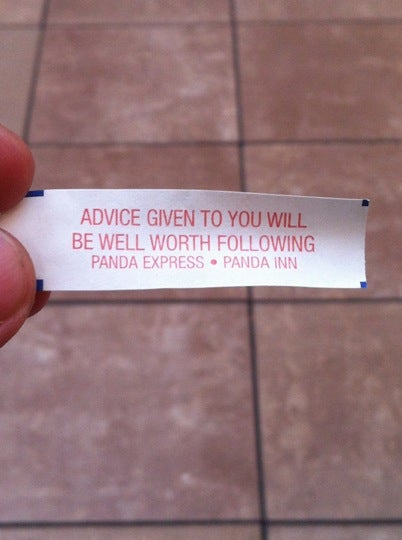 ADVICE GIVEN TO YOU WILL
BE WELL WORTH FOLLOWING
PANDA EXPRESS • PANDA INN